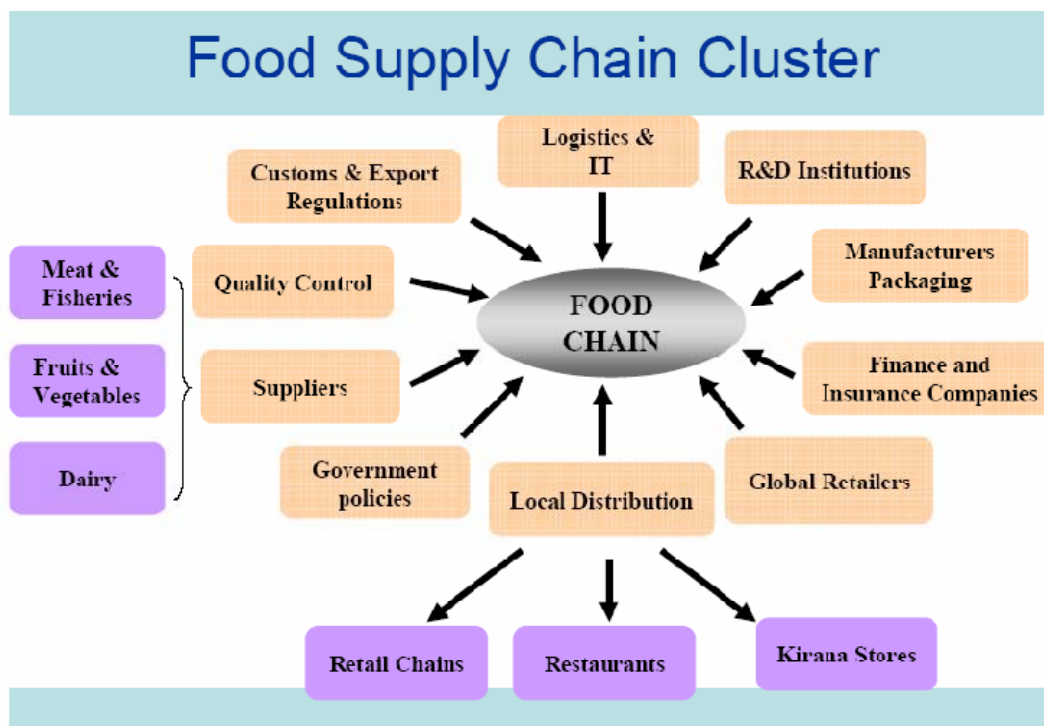 Food Supply Chain Cluster
Logistics &
IT
Customs & Export
Regulations
R&D Institutions
Meat &
Fisheries
Quality Control
Manufacturers
Packaging
FOOD
CHAIN
Fruits &
Vegetables
Suppliers
Finance and
Insurance Companies
Dairy
Government
policies
Local Distribution
Global Retailers
Retail Chains
Restaurants
Kirana Stores